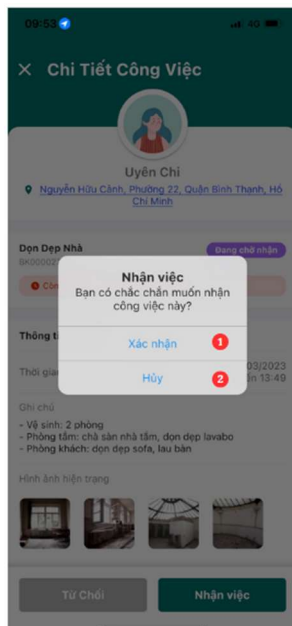 09:53
4G
Chi Tiết Công Việc
Uyên Chi
Nguyễn Hữu Cảnh, Phường 22, Quận Bình Thạnh, Hồ
Chí Minh
Dọn Dẹp Nhà
Đang chờ nhận
Nhận việc
Bạn có chắc chắn muốn nhận
công việc này?
Xác nhận
1
Hủy
2
Thông
Thời gian
03/2023
13:49
Ghi chú
- Vệ sinh: 2 phòng
- Phòng tắm: chà sàn nhà tắm, dọn dẹp lavabo
- Phòng khách: dọn dẹp sofa, lau bàn
Hình ảnh hiện trạng
Từ Chối
Nhận việc